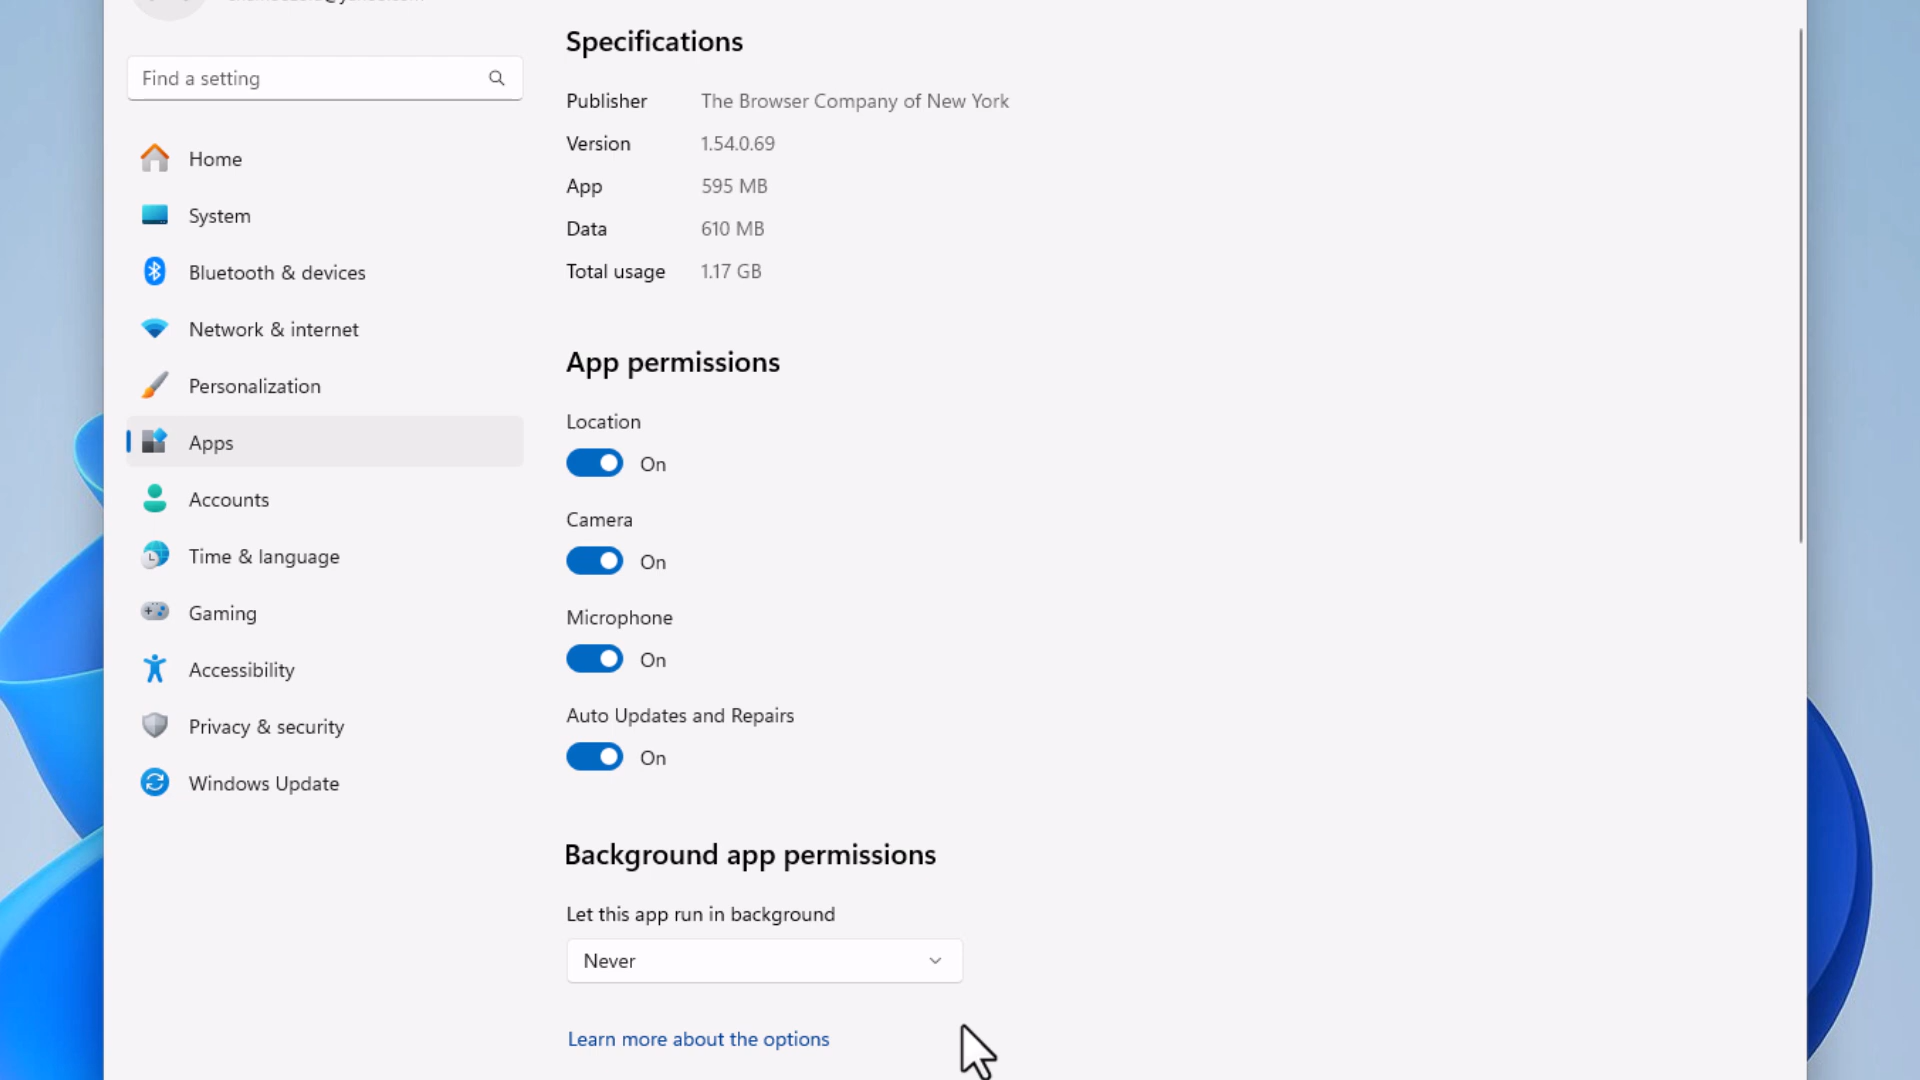 Specifications
Find a setting
Publisher The Browser Company of New York
Version 1.54.0.69
App 595 MB
Data 610 MB
Total usage 1.17 GB
Home
System
Bluetooth & devices
Network & internet
Personalization
Apps
Accounts
Time & language
Gaming
Accessibility
Privacy & security
Windows Update
App permissions
Location
On
Camera
On
Microphone
On
Auto Updates and Repairs
On
Background app permissions
Let this app run in background
Never
Learn more about the options